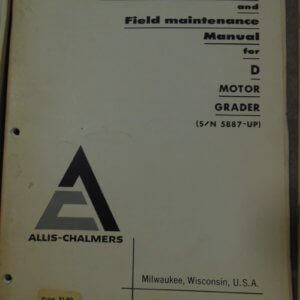 and
Field maintenance
Manual
for
D
MOTOR
GRADER
(S/N 5887-UP)
ALLIS-CHALMERS
Milwaukee, Wisconsin, U.S.A.